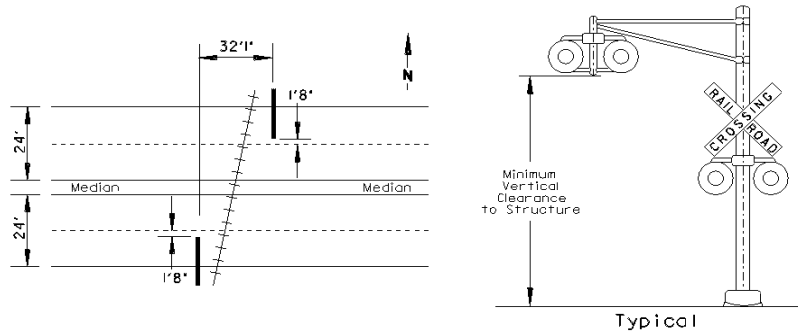 32'1"
N
1'8"
24'
Median
Median
24'
1'8"
RAIL
ROAD
CROSSING
Minimum
Vertical
Clearance
to Structure
Typical